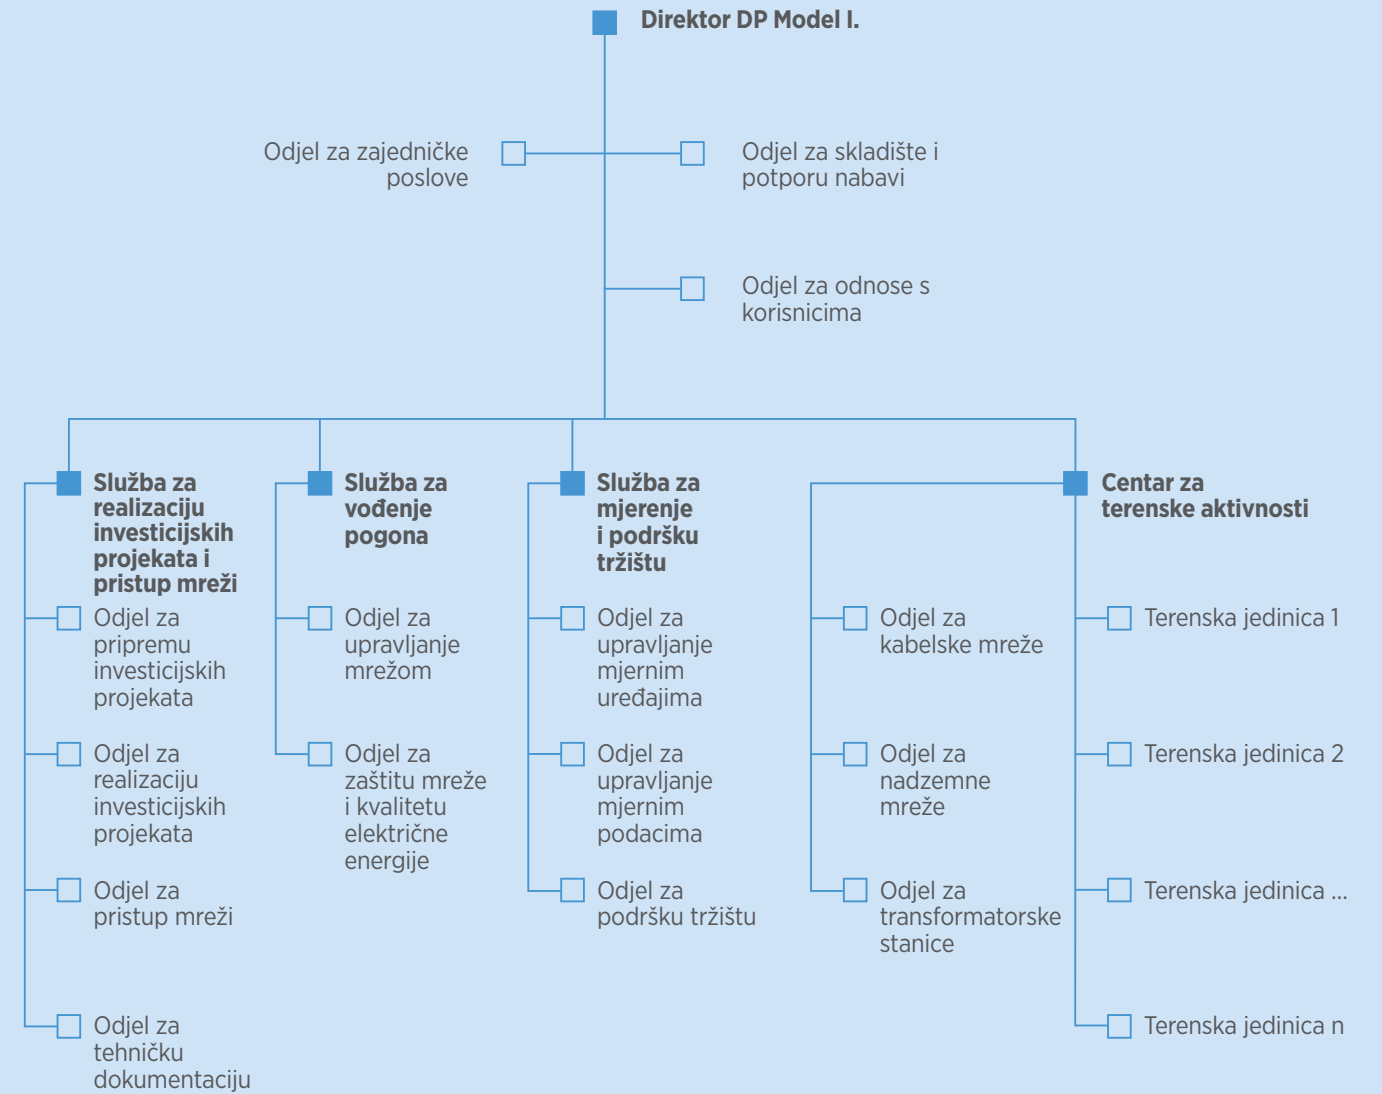 Direktor DP Model I.
Odjel za zajedničke
poslove
Odjel za skladište i
potporu nabavi
Odjel za odnose s
korisnicima
Služba za
realizaciju
investicijskih
projekata i
pristup mreži
Odjel za
pripremu
investicijskih
projekata
Odjel za
realizaciju
investicijskih
projekata
Odjel za
pristup mreži
Odjel za
tehničku
dokumentaciju
Služba za
vođenje
pogona
Odjel za
upravljanje
mrežom
Odjel za
zaštitu mreže
i kvalitetu
električne
energije
Služba za
mjerenje
i podršku
tržištu
Odjel za
upravljanje
mjernim
uređajima
Odjel za
upravljanje
mjernim
podacima
Odjel za
podršku tržištu
Centar za
terenske aktivnosti
Odjel za
kabelske mreže
Odjel za
nadzemne
mreže
Odjel za
transformatorske
stanice
Terenska jedinica 1
Terenska jedinica 2
Terenska jedinica ...
Terenska jedinica n